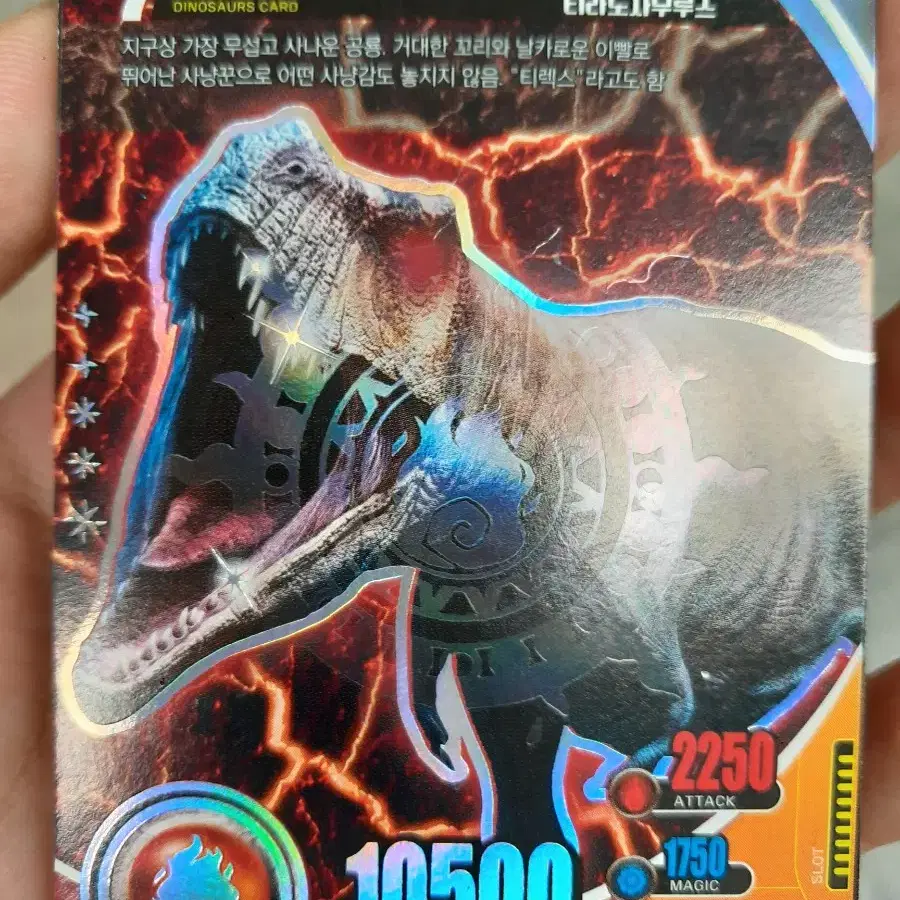 DINOSAURS CARD
티라노사우루스
지구상 가장 무섭고 사나운 공룡. 거대한 꼬리와 날카로운 이빨로
뛰어난 사냥꾼으로 어떤 사냥감도 놓치지 않음. "티렉스"라고도 함
2250
ATTACK
10500
1750
MAGIC
SLOT